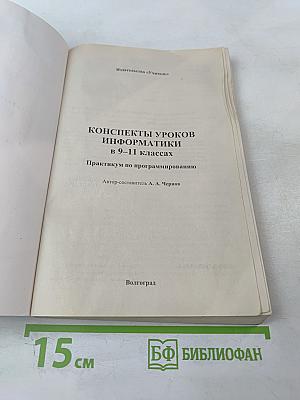 Издательство «Учитель»
КОНСПЕКТЫ УРОКОВ
ИНФОРМАТИКИ
в 9–11 классах
Практикум по программированию
Автор-составитель А. А. Чернов
Волгоград
15 см
БФ БИБЛИОФАН